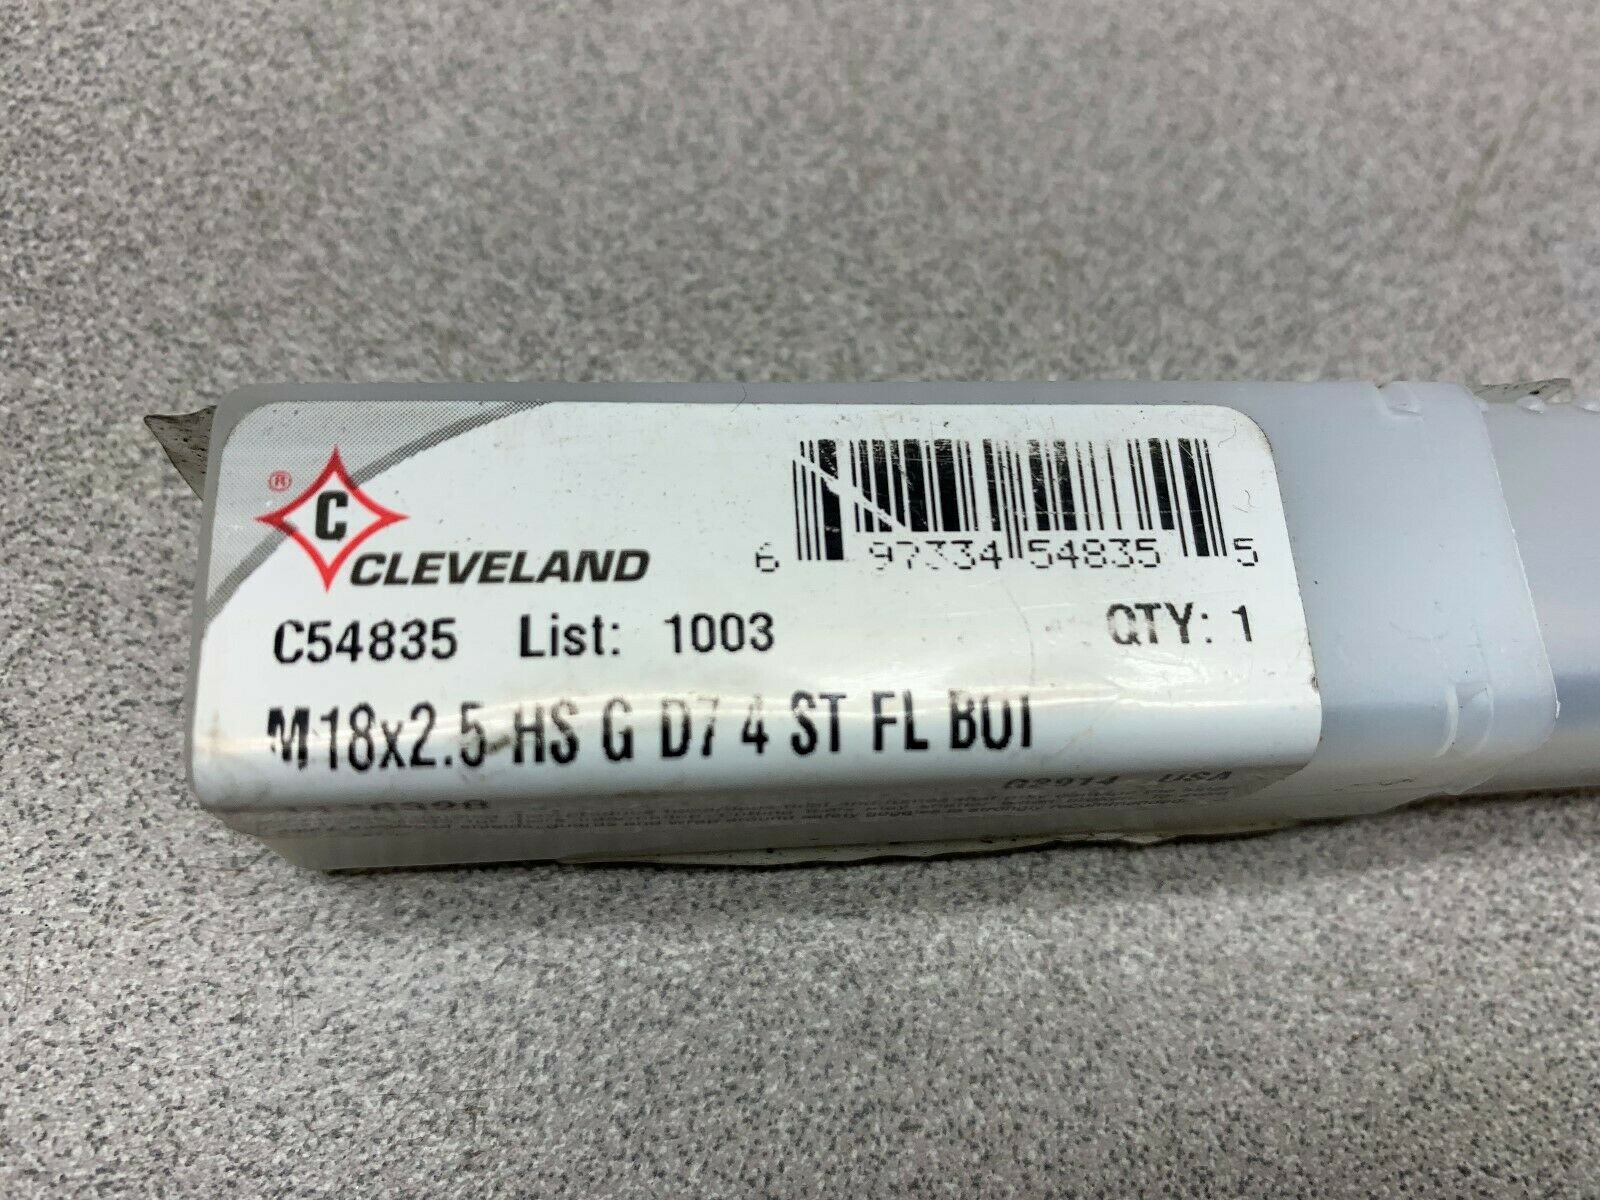 ®
C
CLEVELAND
6 97334 54835 5
C54835 List: 1003 QTY: 1
M18x2.5 HS G D7 4 ST FL BOT
G2914 USA